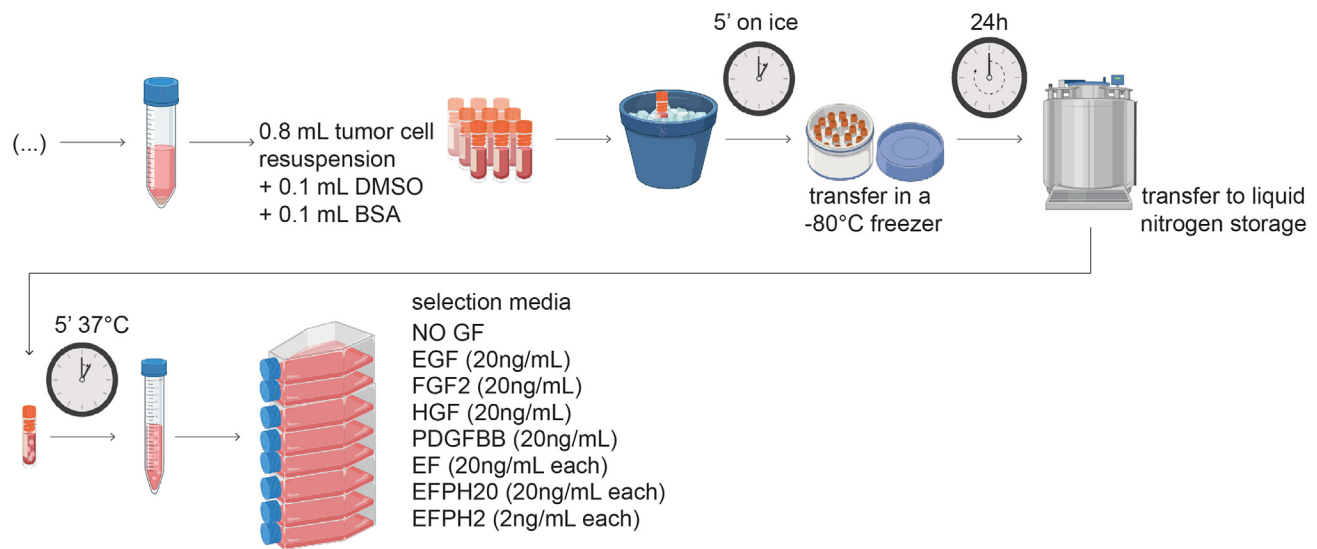 5’ on ice
24h
(...)
0.8 mL tumor cell
resuspension
+ 0.1 mL DMSO
+ 0.1 mL BSA
transfer in a
-80°C freezer
transfer to liquid
nitrogen storage
5’ 37°C
selection media
NO GF
EGF (20ng/mL)
FGF2 (20ng/mL)
HGF (20ng/mL)
PDGFBB (20ng/mL)
EF (20ng/mL each)
EFPH20 (20ng/mL each)
EFPH2 (2ng/mL each)